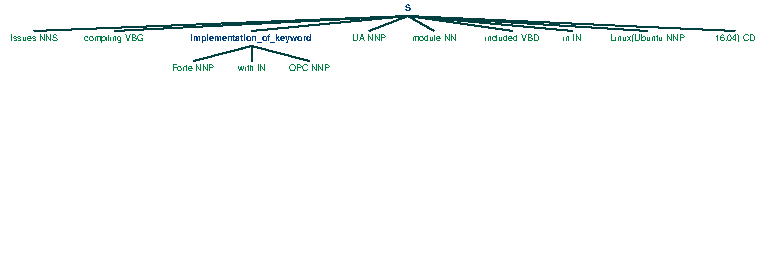 S
Issues NNS compiling VBG Implementation_of_keyword UA NNP module NN included VBD in IN Linux(Ubuntu NNP 16.04) CD
Forte NNP with IN OPC NNP